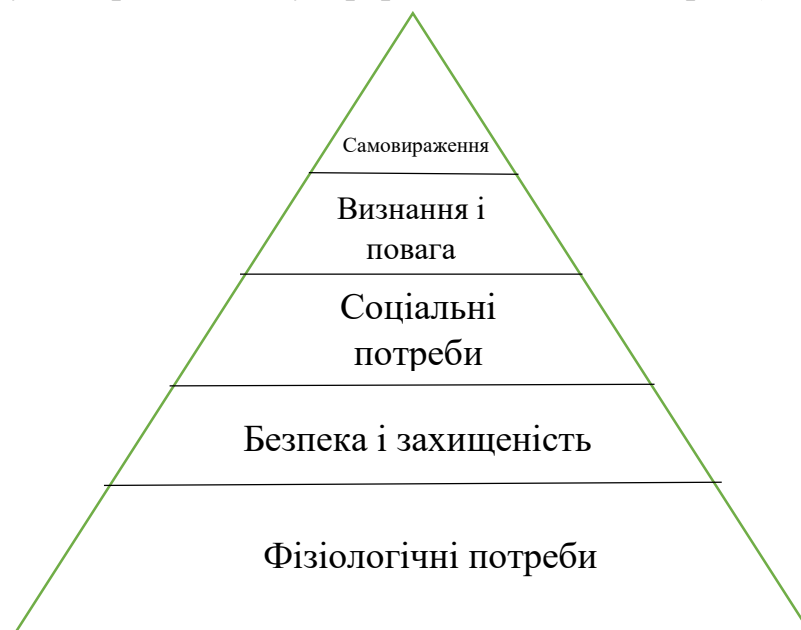 Самовираження
Визнання і
повага
Соціальні
потреби
Безпека і захищеність
Фізіологічні потреби